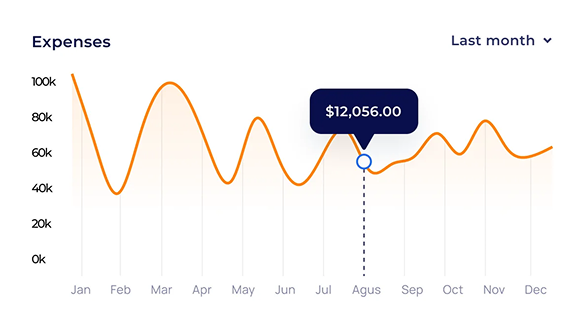 Expenses
Last month
100k
80k
60k
40k
20k
0k
$12,056.00
Jan Feb Mar Apr May Jun Jul Agus Sep Oct Nov Dec